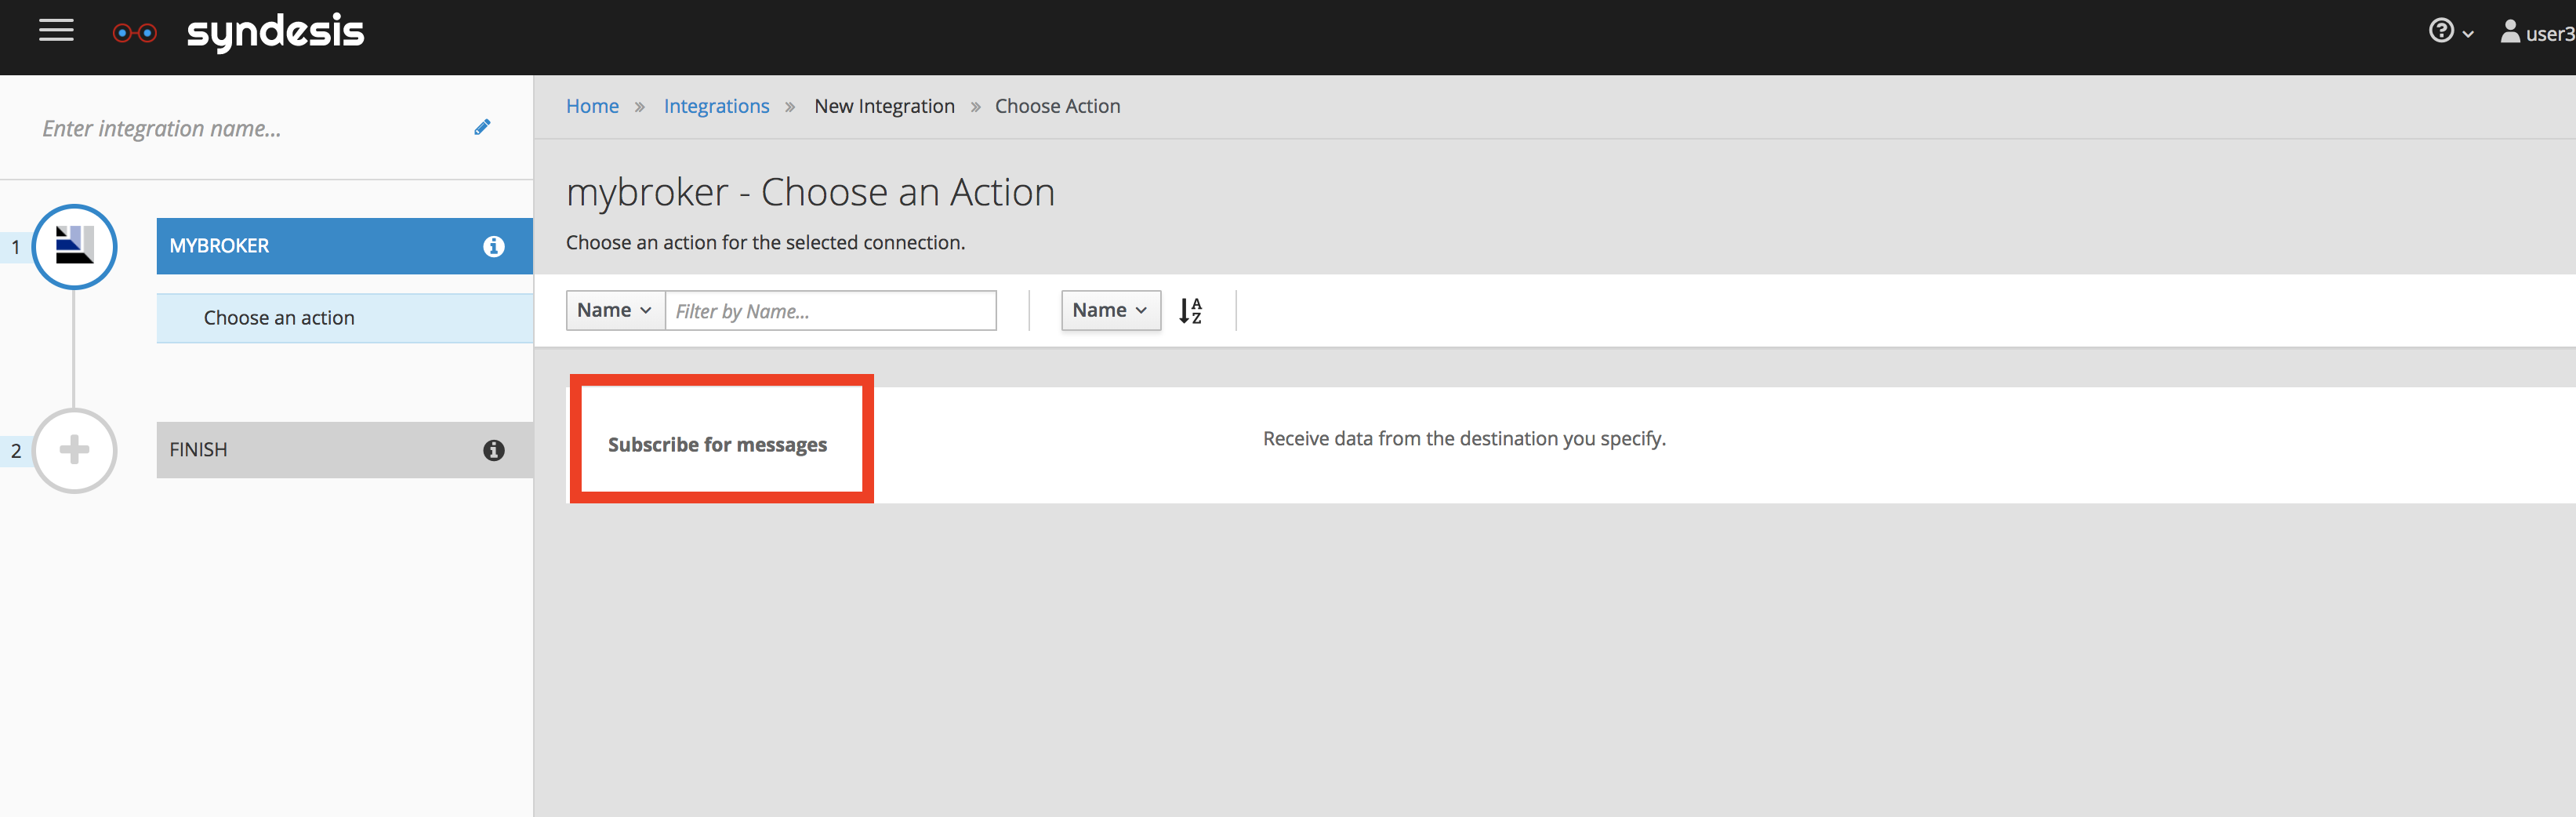 syndesis
user3
Enter integration name...
Home » Integrations » New Integration » Choose Action
mybroker - Choose an Action
Choose an action for the selected connection.
1
MYBROKER
Choose an action
Name
Filter by Name...
Name
A
Z
Subscribe for messages
Receive data from the destination you specify.
2
FINISH